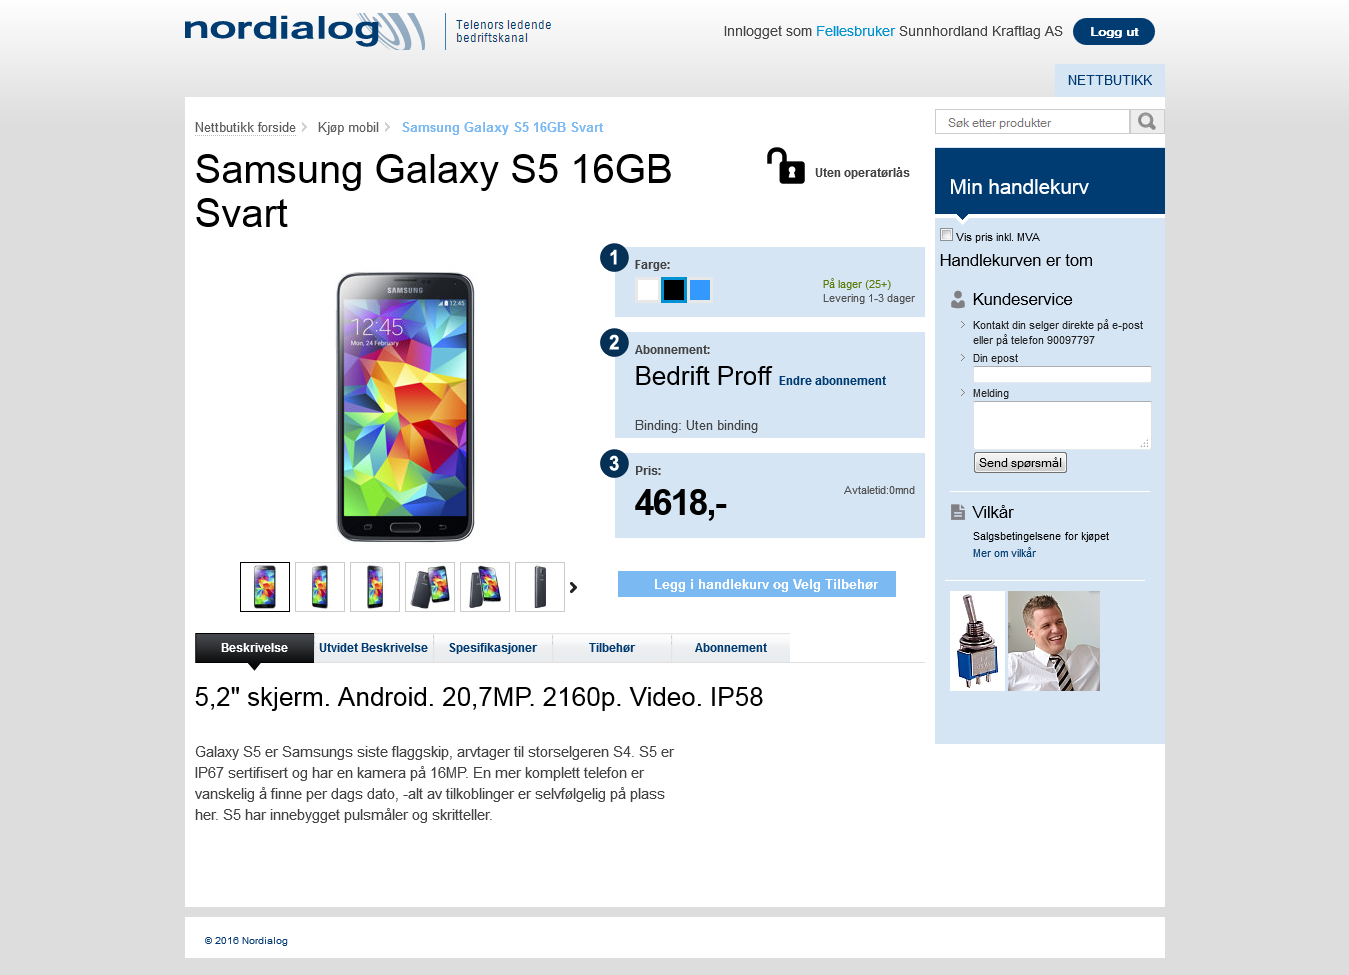 nordialog
Telenors ledende
bedriftskanal
Innlogget som Fellesbruker Sunnhordland Kraftlag AS
Logg ut
NETTBUTIKK
Nettbutikk forside
Kjøp mobil
Samsung Galaxy S5 16GB Svart
Søk etter produkter
Samsung Galaxy S5 16GB
Svart
Uten operatørlås
SAMSUNG
12:45
12:45
Mon, 24 February
1
Farge:
På lager (25+)
Levering 1-3 dager
2
Abonnement:
Bedrift Proff Endre abonnement
Binding: Uten binding
3
Pris:
4618,-
Avtaletid:0mnd
Legg i handlekurv og Velg Tilbehør
Min handlekurv
Vis pris inkl. MVA
Handlekurven er tom
Kundeservice
Kontakt din selger direkte på e-post
eller på telefon 90097797
Din epost
Melding
Send spørsmål
Vilkår
Salgsbetingelsene for kjøpet
Mer om vilkår
Beskrivelse
Utvidet Beskrivelse
Spesifikasjoner
Tilbehør
Abonnement
5,2" skjerm. Android. 20,7MP. 2160p. Video. IP58
Galaxy S5 er Samsungs siste flaggskip, arvtager til storselgeren S4. S5 er
IP67 sertifisert og har en kamera på 16MP. En mer komplett telefon er
vanskelig å finne per dags dato, -alt av tilkoblinger er selvfølgelig på plass
her. S5 har innebygget pulsmåler og skritteller.
© 2016 Nordialog